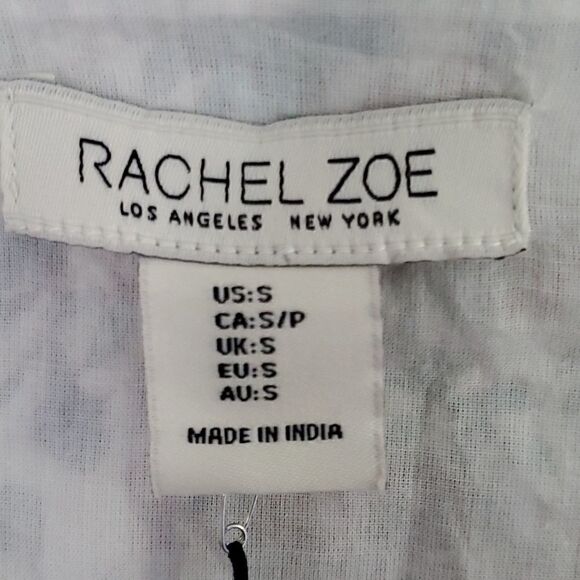 RACHEL ZOE
LOS ANGELES NEW YORK
US:S
CA:S/P
UK:S
EU:S
AU:S
MADE IN INDIA